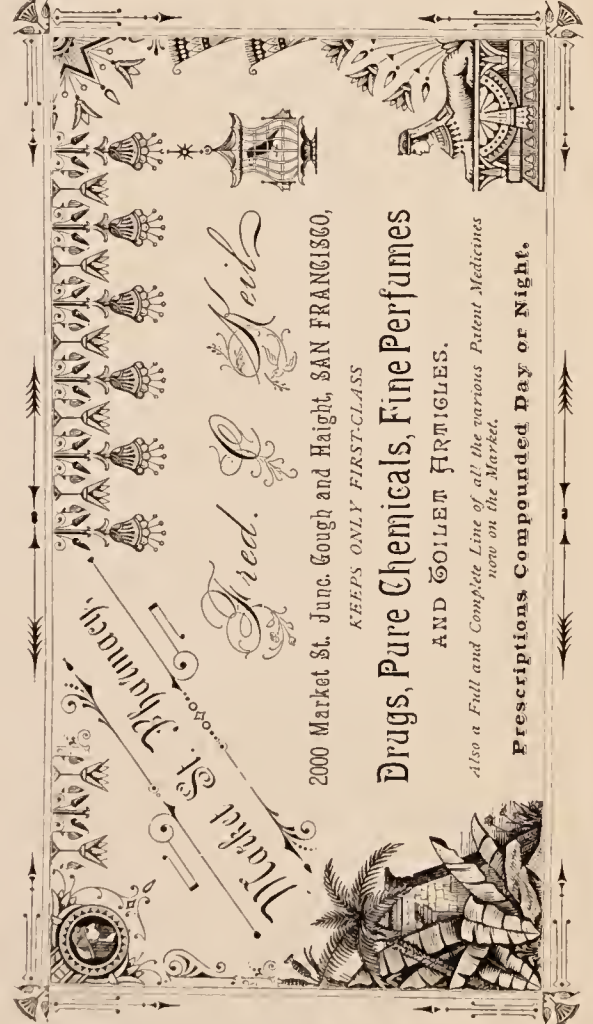 Market St. Pharmacy,
Fred. C Keil
2000 Market St. Junc. Gough and Haight, SAN FRANCISCO,
KEEPS ONLY FIRST-CLASS
Drugs, Pure Chemicals, Fine Perfumes
AND TOILET ARTICLES.
Also a Full and Complete Line of all the various Patent Medicines
now on the Market.
Prescriptions Compounded Day or Night.